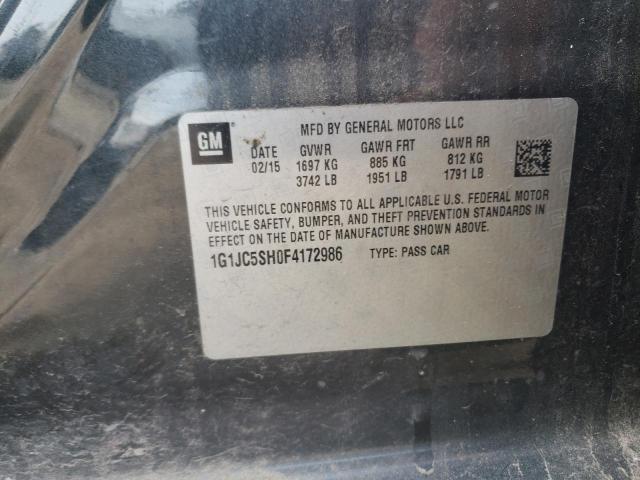 GM
MFD BY GENERAL MOTORS LLC
DATE GVWR GAWR FRT GAWR RR
02/15 1697 KG 885 KG 812 KG
3742 LB 1951 LB 1791 LB
THIS VEHICLE CONFORMS TO ALL APPLICABLE U.S. FEDERAL MOTOR
VEHICLE SAFETY, BUMPER, AND THEFT PREVENTION STANDARDS IN
EFFECT ON THE DATE OF MANUFACTURE SHOWN ABOVE.
1G1JC5SH0F4172986 TYPE: PASS CAR